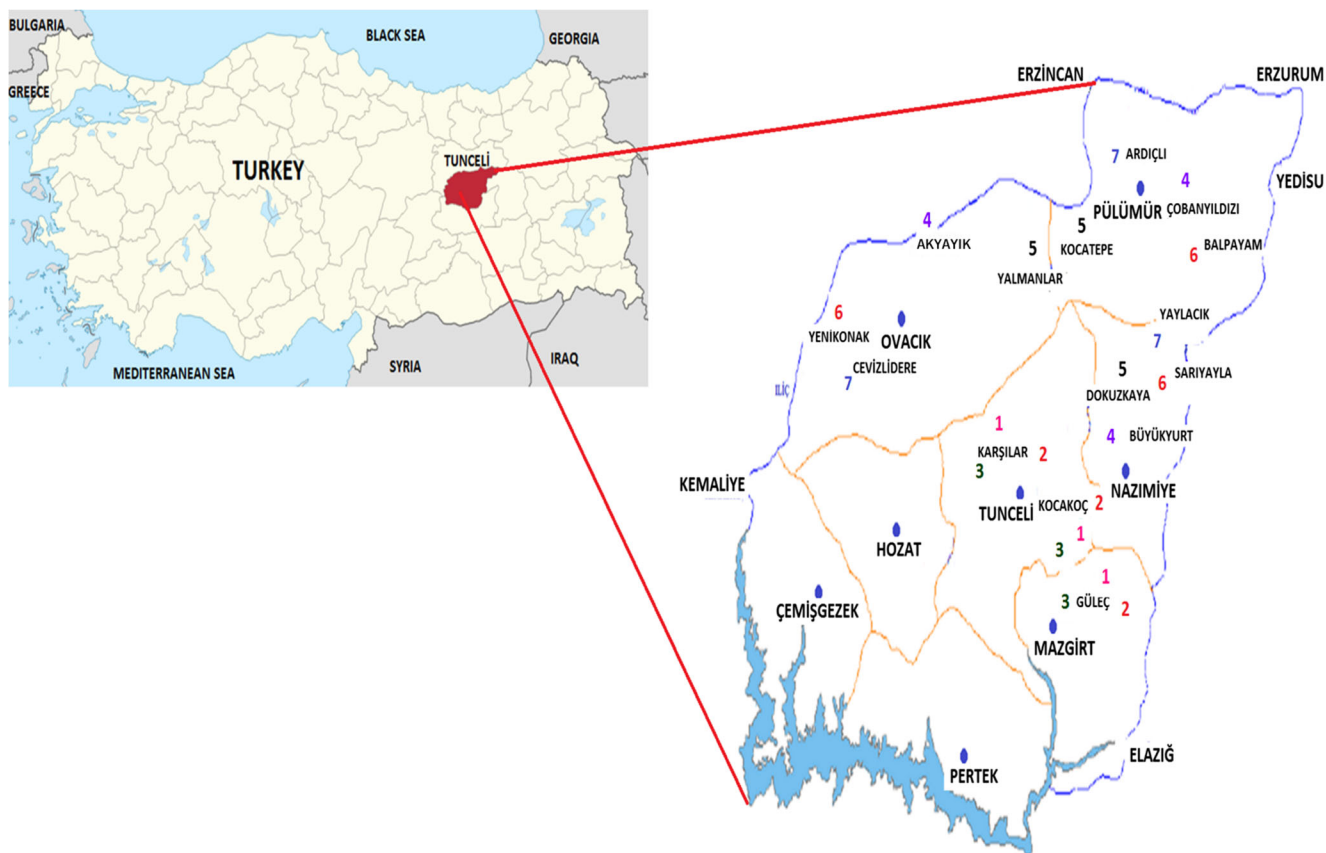 BULGARIA
BLACK SEA
GEORGIA
GREECE
TURKEY
TUNCELİ
MEDITERRANEAN SEA
SYRIA
IRAQ
ERZİNCAN
ERZURUM
7 ARDIÇLI
4
YEDİSU
PÜLÜMÜR
ÇOBANYILDIZI
4
AKYAYIK
5
5
KOCATEPE
YALMANLAR
BALPAYAM
6
6
YENİKONAK
OVACIK
YAYLACIK
7
CEVİZLİDERE
7
ILİÇ
5
DOKUZKAYA
SARIYAYLA
6
1
KARŞILAR
2
3
4 BÜYÜKYURT
KEMALİYE
NAZIMİYE
TUNCELİ
KOCAKOÇ
2
HOZAT
1
3
1
3 GÜLEÇ 2
ÇEMİŞGEZEK
MAZGİRT
ELAZIĞ
PERTEK